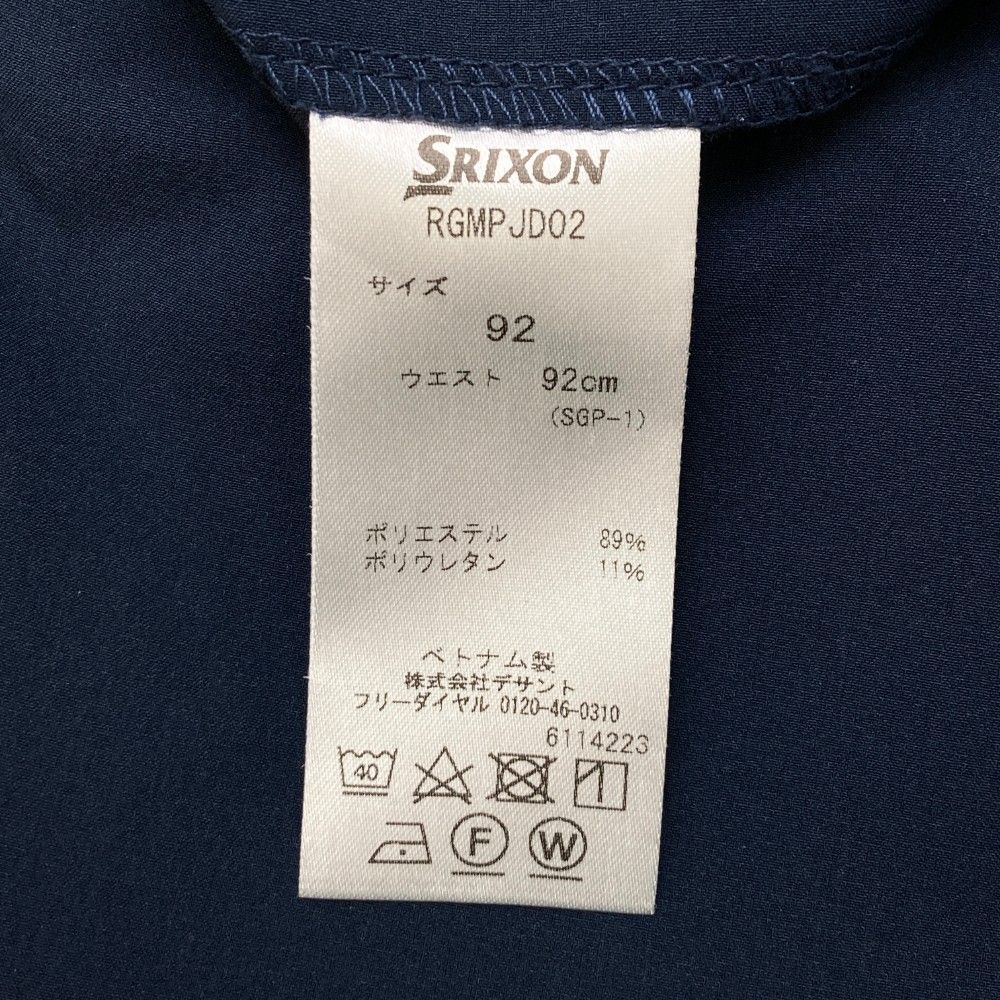 SRIXON
RGMPJD02
サイズ
92
ウエスト 92cm
(SGP-1)
ポリエステル 89%
ポリウレタン 11%
ベトナム製
株式会社デサント
フリーダイヤル 0120-46-0310
6114223
40
F W